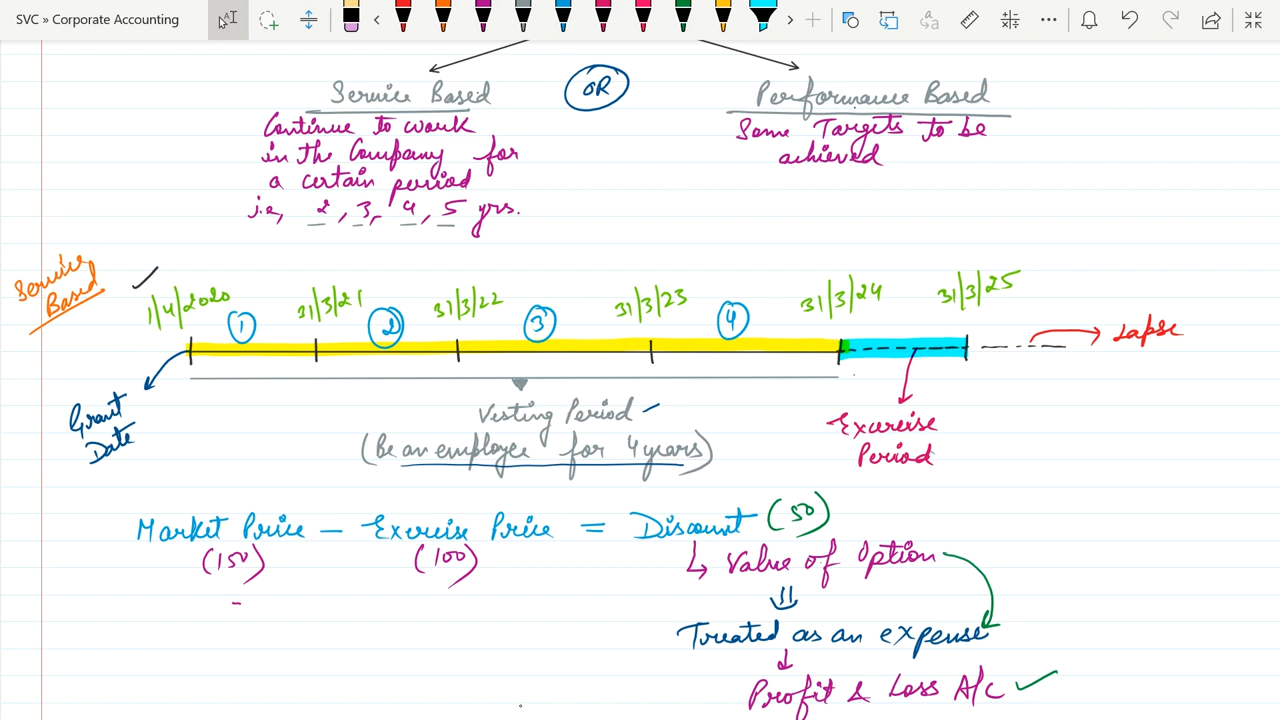 SVC » Corporate Accounting
Service Based
OR
Performance Based
Continue to work
in the Company for
a certain period
i.e, 2, 3, 4, 5 yrs.
Some Targets to be
achieved
Service
Based
1/4/2020
31/3/21
31/3/22
31/3/23
31/3/24
31/3/25
1
2
3
4
Lapse
Grant
Date
Vesting Period
(Be an employee for 4 years)
Exercise
Period
Market Price - Exercise Price = Discount (50)
(150)
(100)
Value of Option
Treated as an expense
Profit & Loss A/C